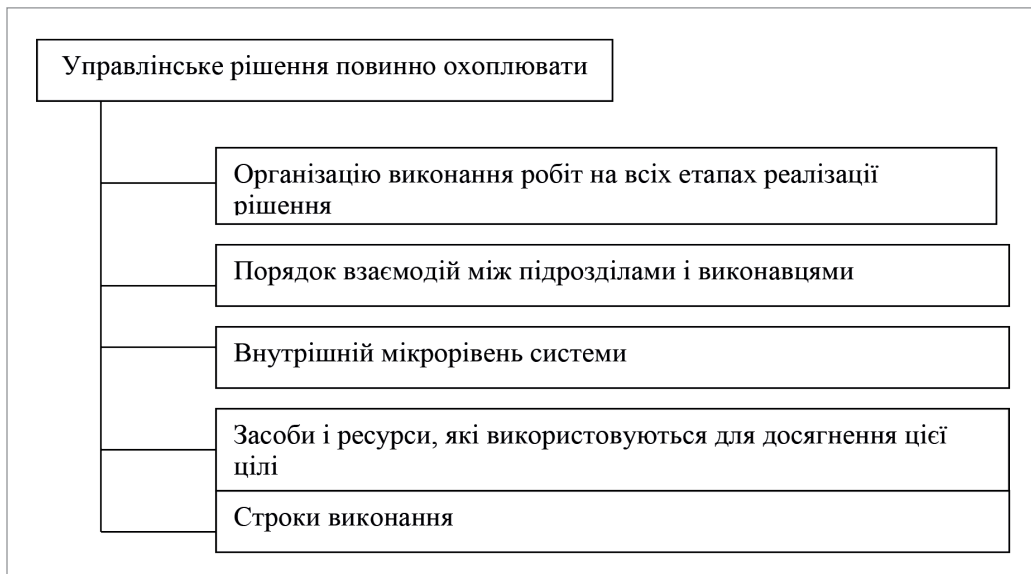 Управлінське рішення повинно охоплювати
Організацію виконання робіт на всіх етапах реалізації
рішення
Порядок взаємодій між підрозділами і виконавцями
Внутрішній мікрорівень системи
Засоби і ресурси, які використовуються для досягнення цієї
цілі
Строки виконання